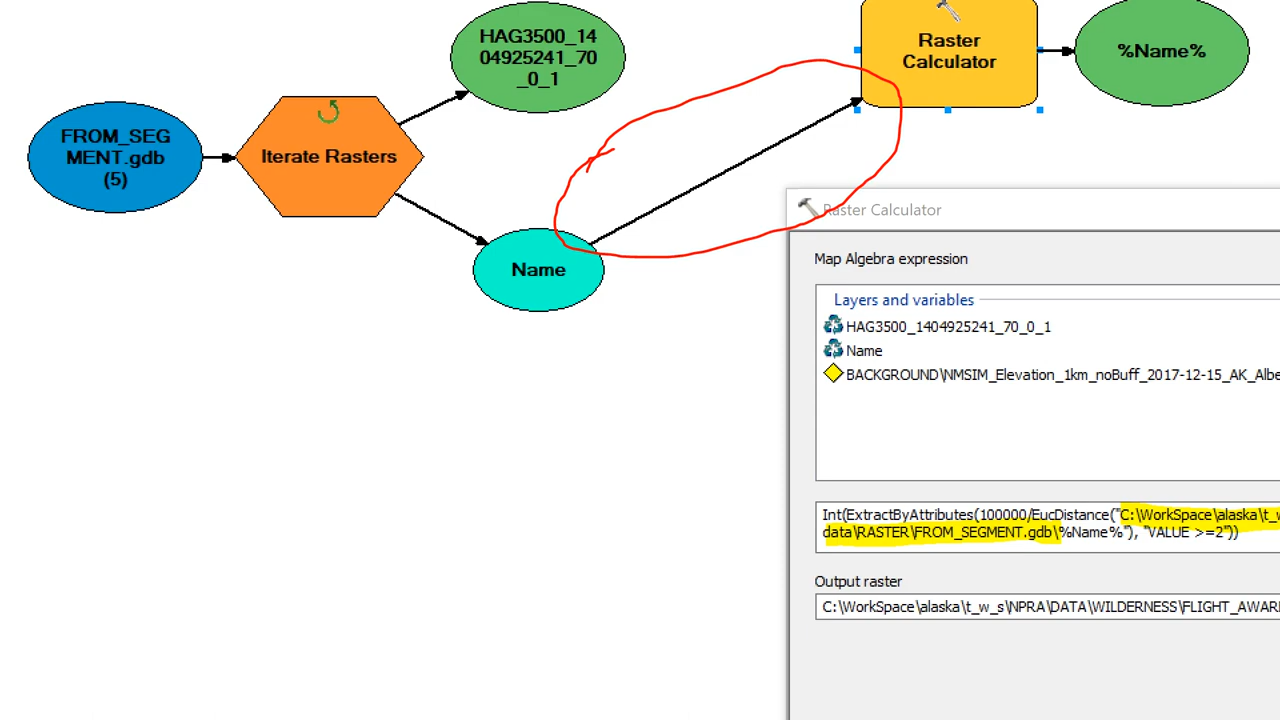 HAG3500_14
04925241_70
_0_1
Raster
Calculator
%Name%
FROM_SEG
MENT.gdb
(5)
Iterate Rasters
Name
Raster Calculator
Map Algebra expression
Layers and variables
HAG3500_1404925241_70_0_1
Name
BACKGROUND\NMSIM_Elevation_1km_noBuff_2017-12-15_AK_Albe
Int(ExtractByAttributes(100000/EucDistance("C:\WorkSpace\alaska\t_w
data\RASTER\FROM_SEGMENT.gdb\%Name%"), "VALUE >=2"))
Output raster
C:\WorkSpace\alaska\t_w_s\NPRA\DATA\WILDERNESS\FLIGHT_AWAR